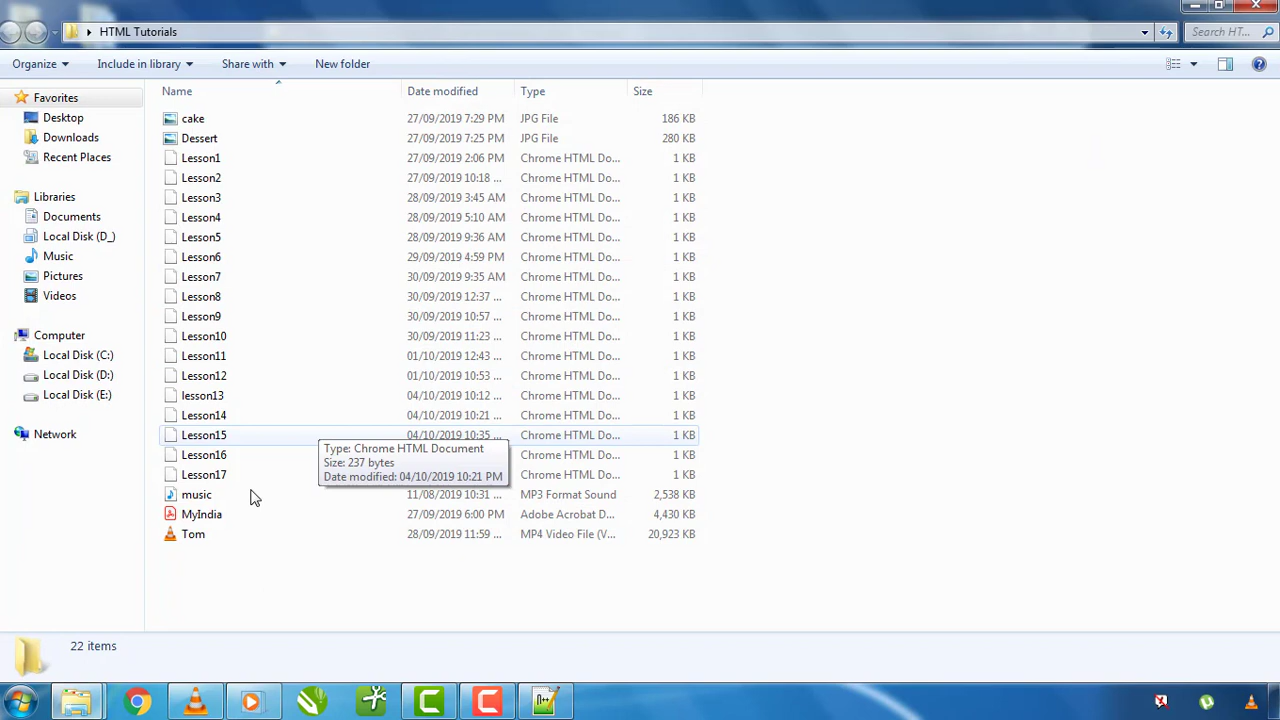 HTML Tutorials
Search HT...
Organize Include in library Share with New folder
Name Date modified Type Size
Favorites
Desktop
Downloads
Recent Places
Libraries
Documents
Local Disk (D_)
Music
Pictures
Videos
Computer
Local Disk (C:)
Local Disk (D:)
Local Disk (E:)
Network
cake 27/09/2019 7:29 PM JPG File 186 KB
Dessert 27/09/2019 7:25 PM JPG File 280 KB
Lesson1 27/09/2019 2:06 PM Chrome HTML Do... 1 KB
Lesson2 27/09/2019 10:18 ... Chrome HTML Do... 1 KB
Lesson3 28/09/2019 3:45 AM Chrome HTML Do... 1 KB
Lesson4 28/09/2019 5:10 AM Chrome HTML Do... 1 KB
Lesson5 28/09/2019 9:36 AM Chrome HTML Do... 1 KB
Lesson6 29/09/2019 4:59 PM Chrome HTML Do... 1 KB
Lesson7 30/09/2019 9:35 AM Chrome HTML Do... 1 KB
Lesson8 30/09/2019 12:37 ... Chrome HTML Do... 1 KB
Lesson9 30/09/2019 10:57 ... Chrome HTML Do... 1 KB
Lesson10 30/09/2019 11:23 ... Chrome HTML Do... 1 KB
Lesson11 01/10/2019 12:43 ... Chrome HTML Do... 1 KB
Lesson12 01/10/2019 10:53 ... Chrome HTML Do... 1 KB
lesson13 04/10/2019 10:12 ... Chrome HTML Do... 1 KB
Lesson14 04/10/2019 10:21 ... Chrome HTML Do... 1 KB
Lesson15 04/10/2019 10:35 ... Chrome HTML Do... 1 KB
Lesson16 Chrome HTML Do... 1 KB
Lesson17 Chrome HTML Do... 1 KB
Type: Chrome HTML Document
Size: 237 bytes
Date modified: 04/10/2019 10:21 PM
music 11/08/2019 10:31 ... MP3 Format Sound 2,538 KB
MyIndia 27/09/2019 6:00 PM Adobe Acrobat D... 4,430 KB
Tom 28/09/2019 11:59 ... MP4 Video File (V... 20,923 KB
22 items